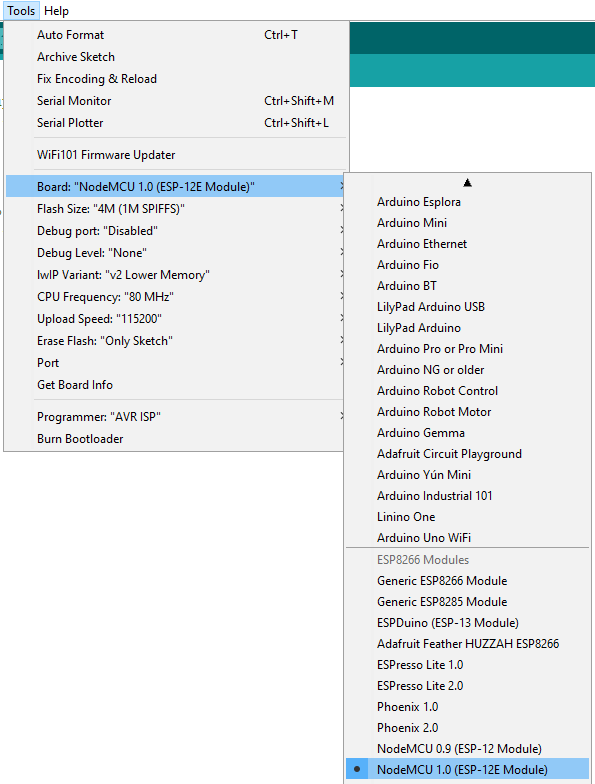 Tools Help
Auto Format Ctrl+T
Archive Sketch
Fix Encoding & Reload
Serial Monitor Ctrl+Shift+M
Serial Plotter Ctrl+Shift+L
WiFi101 Firmware Updater
Board: "NodeMCU 1.0 (ESP-12E Module)"
Flash Size: "4M (1M SPIFFS)"
Debug port: "Disabled"
Debug Level: "None"
lwIP Variant: "v2 Lower Memory"
CPU Frequency: "80 MHz"
Upload Speed: "115200"
Erase Flash: "Only Sketch"
Port
Get Board Info
Programmer: "AVR ISP"
Burn Bootloader
Arduino Esplora
Arduino Mini
Arduino Ethernet
Arduino Fio
Arduino BT
LilyPad Arduino USB
LilyPad Arduino
Arduino Pro or Pro Mini
Arduino NG or older
Arduino Robot Control
Arduino Robot Motor
Arduino Gemma
Adafruit Circuit Playground
Arduino Yún Mini
Arduino Industrial 101
Linino One
Arduino Uno WiFi
ESP8266 Modules
Generic ESP8266 Module
Generic ESP8285 Module
ESPDuino (ESP-13 Module)
Adafruit Feather HUZZAH ESP8266
ESPresso Lite 1.0
ESPresso Lite 2.0
Phoenix 1.0
Phoenix 2.0
NodeMCU 0.9 (ESP-12 Module)
NodeMCU 1.0 (ESP-12E Module)